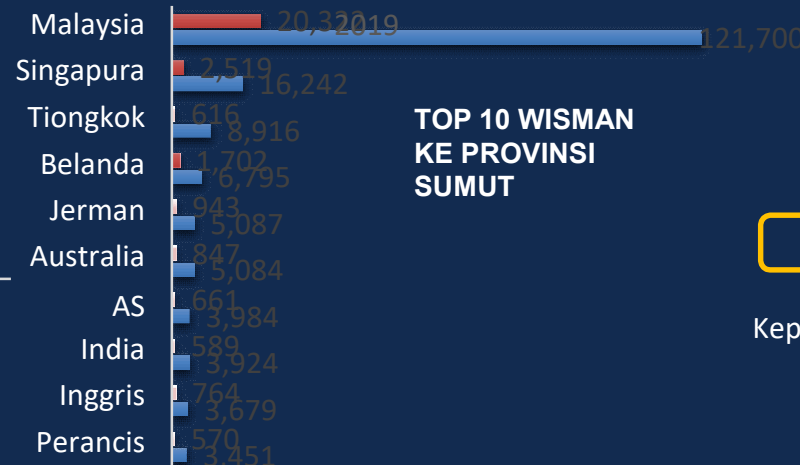 Malaysia
2019
121,700
Singapura
2,519
16,242
Tiongkok
616
8,916
Belanda
1,702
6,795
Jerman
943
5,087
Australia
847
5,084
AS
661
3,984
India
589
3,924
Inggris
764
3,679
Perancis
570
3,451
TOP 10 WISMAN
KE PROVINSI
SUMUT
Kep